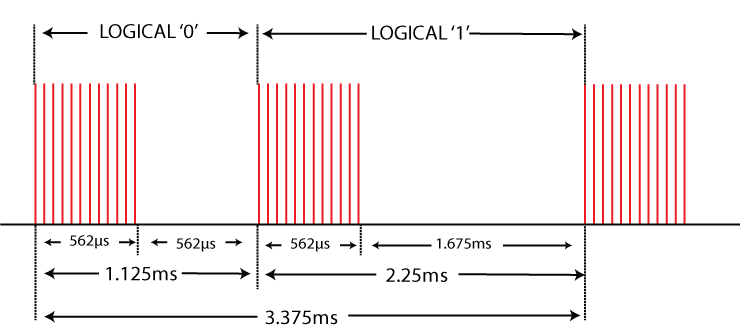 LOGICAL ‘0’
LOGICAL ‘1’
562µs
562µs
562µs
1.675ms
1.125ms
2.25ms
3.375ms